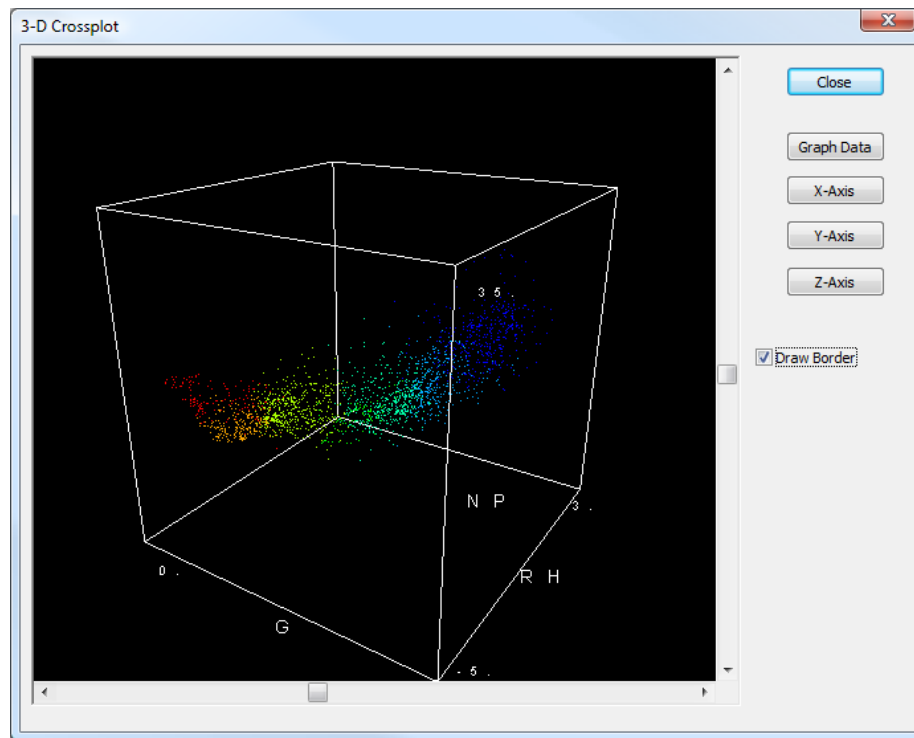 3-D Crossplot
Close
Graph Data
X-Axis
Y-Axis
Z-Axis
Draw Border
3 5 .
N P
3 .
R H
0 .
G
- 5 .